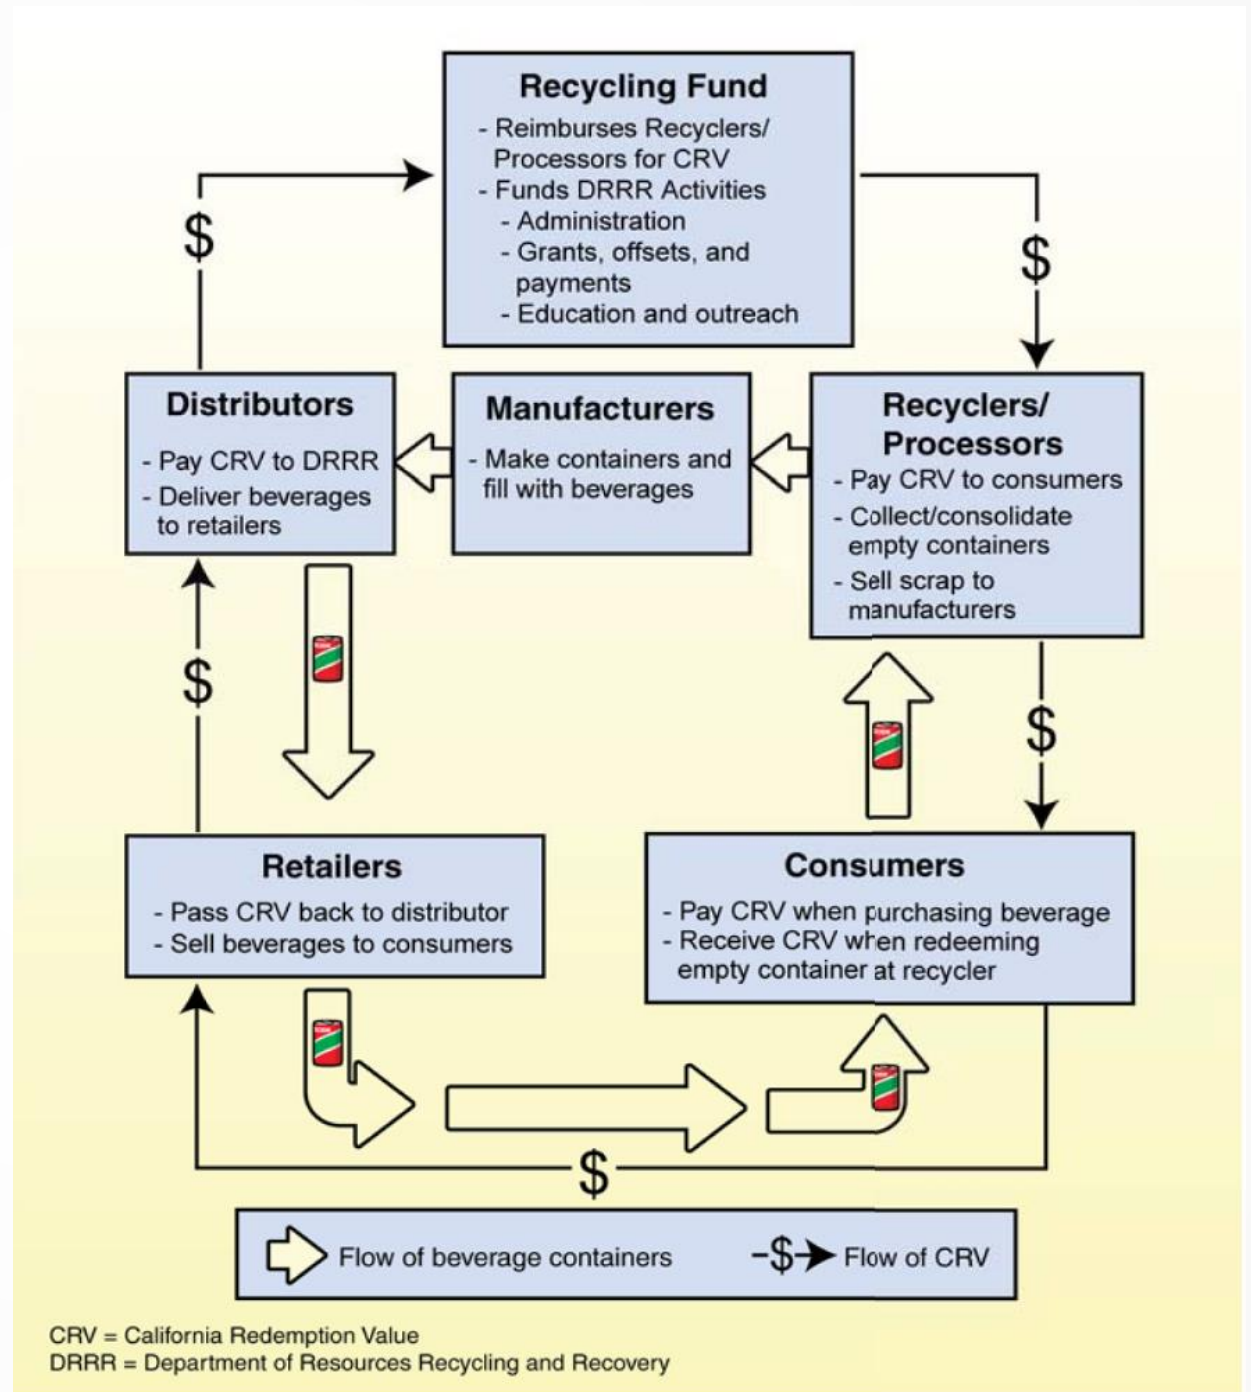 Recycling Fund
- Reimburses Recyclers/
Processors for CRV
- Funds DRRR Activities
- Administration
- Grants, offsets, and
payments
- Education and outreach
$
$
Distributors
- Pay CRV to DRRR
- Deliver beverages
to retailers
Manufacturers
- Make containers and
fill with beverages
Recyclers/
Processors
- Pay CRV to consumers
- Collect/consolidate
empty containers
- Sell scrap to
manufacturers
$
$
Retailers
- Pass CRV back to distributor
- Sell beverages to consumers
Consumers
- Pay CRV when purchasing beverage
- Receive CRV when redeeming
empty container at recycler
$
Flow of beverage containers
-$→ Flow of CRV
CRV = California Redemption Value
DRRR = Department of Resources Recycling and Recovery